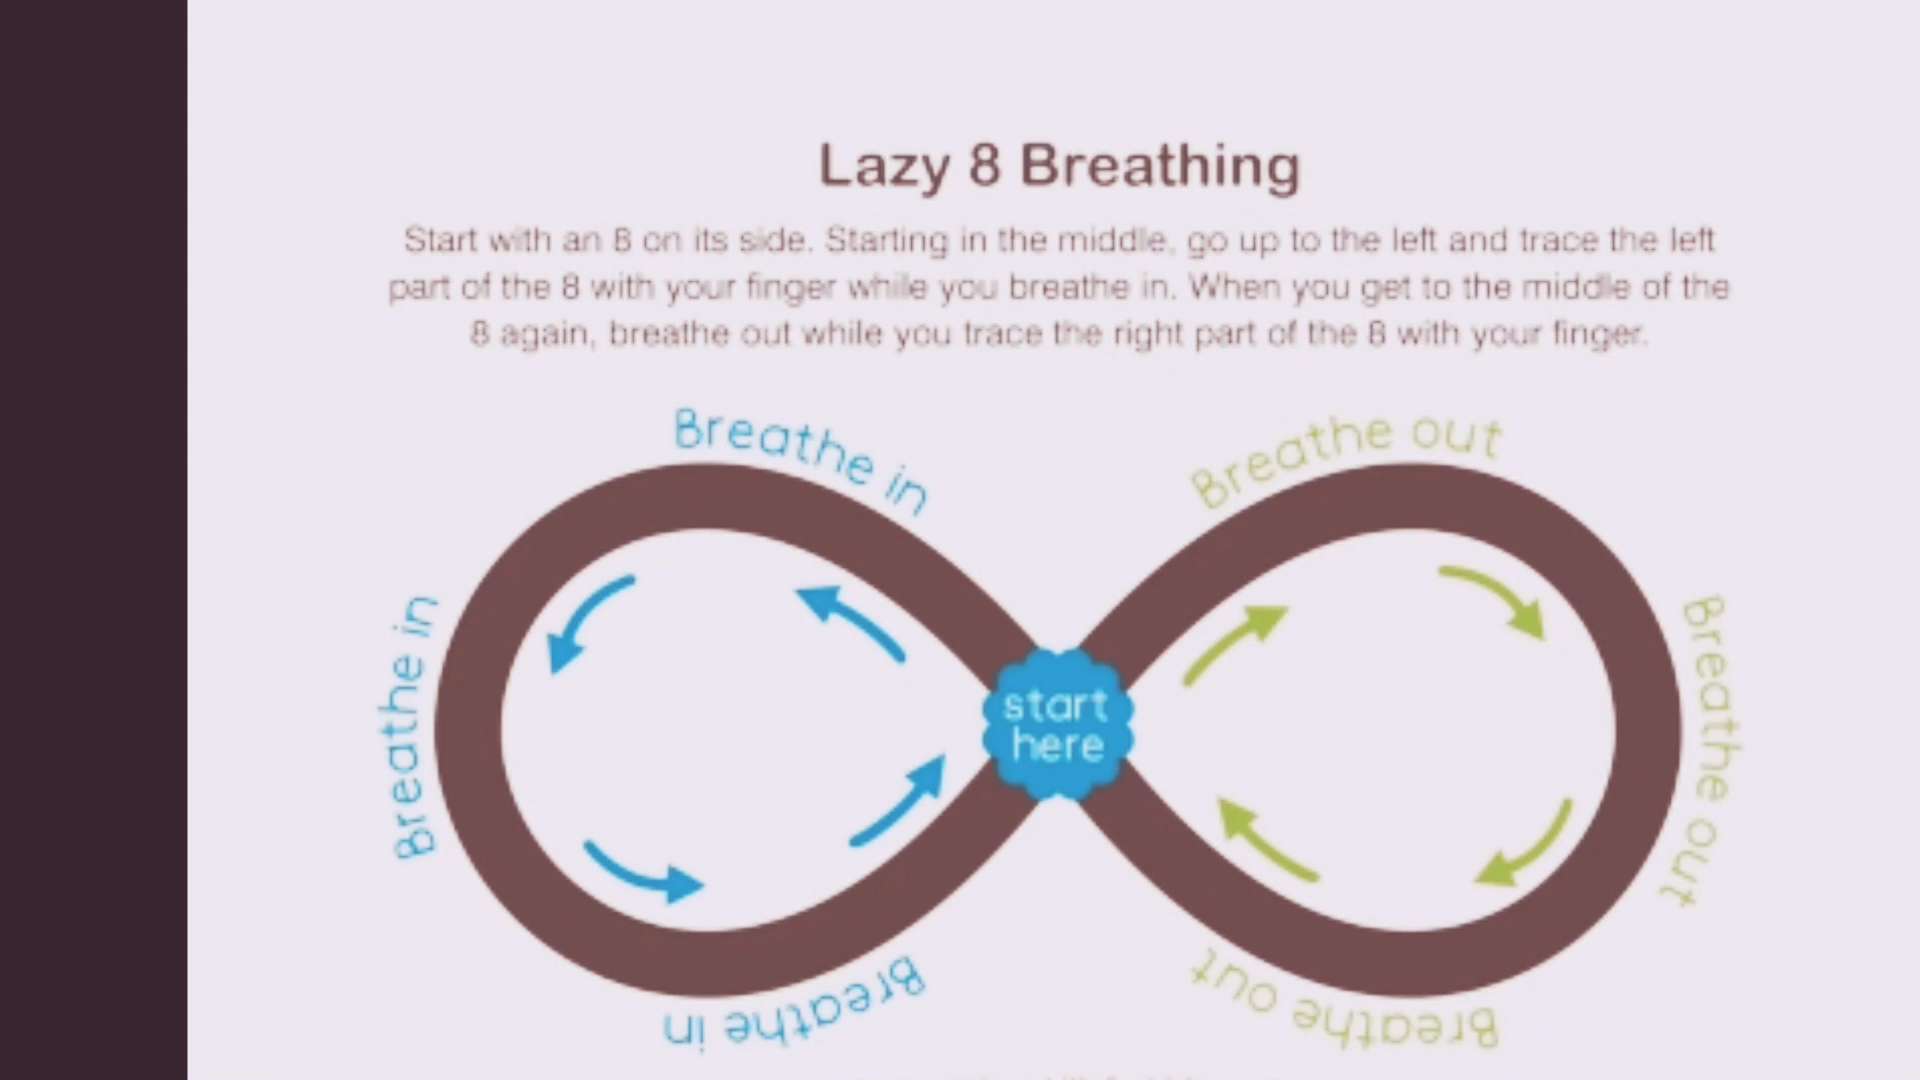 Lazy 8 Breathing
Start with an 8 on its side. Starting in the middle, go up to the left and trace the left
part of the 8 with your finger while you breathe in. When you get to the middle of the
8 again, breathe out while you trace the right part of the 8 with your finger.
Breathe in
Breathe out
Breathe in
start
here
Breathe out
Breathe in
Breathe out